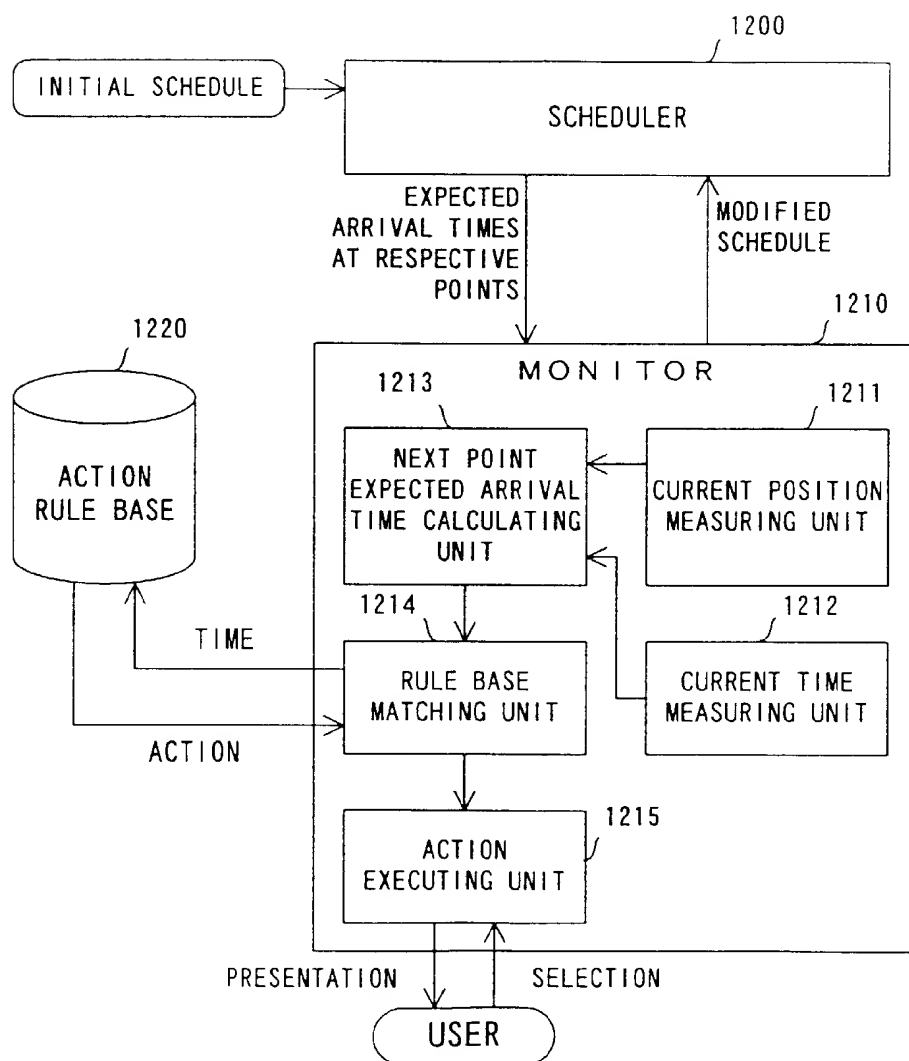 1200
INITIAL SCHEDULE
SCHEDULER
EXPECTED
ARRIVAL TIMES
AT RESPECTIVE
POINTS
MODIFIED
SCHEDULE
1210
1220
MONITOR
1213
1211
ACTION
RULE BASE
NEXT POINT
EXPECTED ARRIVAL
TIME CALCULATING
UNIT
CURRENT POSITION
MEASURING UNIT
1214
1212
TIME
RULE BASE
MATCHING UNIT
CURRENT TIME
MEASURING UNIT
ACTION
1215
ACTION
EXECUTING UNIT
PRESENTATION
SELECTION
USER